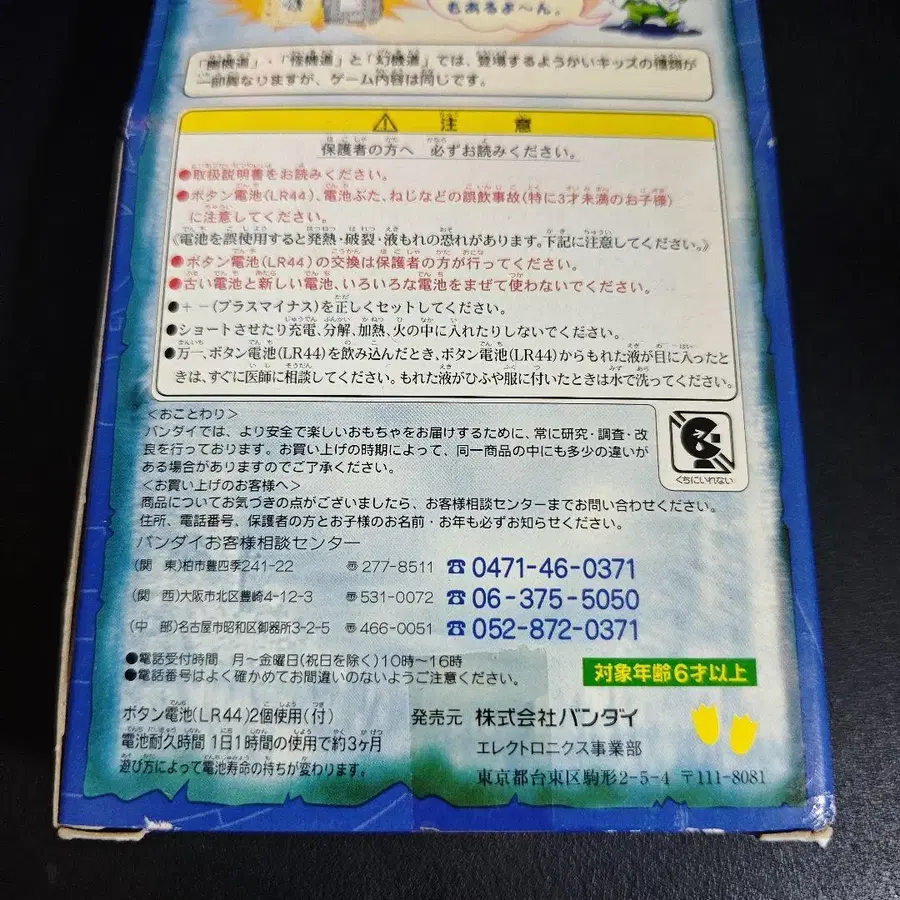 もあるよ〜ん。
「幽機道」・「怪機道」と「幻機道」では、登場するようかいキッズの種類が
一部異なりますが、ゲーム内容は同じです。
⚠ 注 意
保護者の方へ 必ずお読みください。
●取扱説明書をお読みください。
●ボタン電池(LR44)、電池ぶた、ねじなどの誤飲事故(特に3才未満のお子様)
に注意してください。
《電池を誤使用すると発熱・破裂・液もれの恐れがあります。下記に注意してください。》
●ボタン電池(LR44)の交換は保護者の方が行ってください。
●古い電池と新しい電池、いろいろな電池をまぜて使わないでください。
●+−(プラスマイナス)を正しくセットしてください。
●ショートさせたり充電、分解、加熱、火の中に入れたりしないでください。
●万一、ボタン電池(LR44)を飲み込んだとき、ボタン電池(LR44)からもれた液が目に入ったと
きは、すぐに医師に相談してください。もれた液がひふや服に付いたときは水で洗ってください。
くちにいれない
<おことわり>
バンダイでは、より安全で楽しいおもちゃをお届けするために、常に研究・調査・改
良を行っております。お買い上げの時期によって、同一商品の中にも多少の違いが
ある場合がありますのでご了承ください。
<お買い上げのお客様へ>
商品についてお気づきの点がございましたら、お客様相談センターまでお問い合わせください。
住所、電話番号、保護者の方とお子様のお名前・お年も必ずお知らせください。
バンダイお客様相談センター
(関 東)柏市豊四季241-22 〠277-8511 ☎0471-46-0371
(関 西)大阪市北区豊崎4-12-3 〠531-0072 ☎06-375-5050
(中 部)名古屋市昭和区御器所3-2-5 〠466-0051 ☎052-872-0371
●電話受付時間 月〜金曜日(祝日を除く)10時〜16時
●電話番号はよく確かめてお間違いのないようご注意ください。
対象年齢6才以上
ボタン電池(LR44)2個使用(付)
電池耐久時間 1日1時間の使用で約3ヶ月
遊び方によって電池寿命の持ちが変わります。
発売元 株式会社バンダイ
エレクトロニクス事業部
東京都台東区駒形2-5-4 〒111-8081